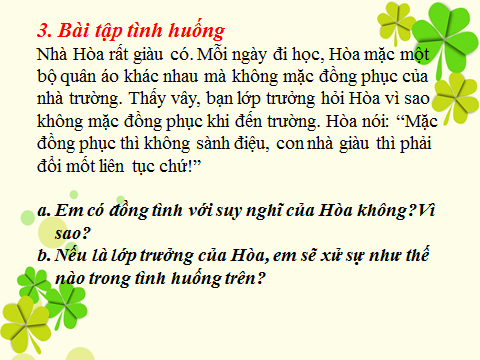 3. Bài tập tình huống
Nhà Hòa rất giàu có. Mỗi ngày đi học, Hòa mặc một
bộ quân áo khác nhau mà không mặc đồng phục của
nhà trường. Thấy vây, bạn lớp trưởng hỏi Hòa vì sao
không mặc đồng phục khi đến trường. Hòa nói: “Mặc
đồng phục thì không sành điệu, con nhà giàu thì phải
đổi mốt liên tục chứ!”
a. Em có đồng tình với suy nghĩ của Hòa không?Vì
sao?
b. Nếu là lớp trưởng của Hòa, em sẽ xử sự như thế
nào trong tình huống trên?